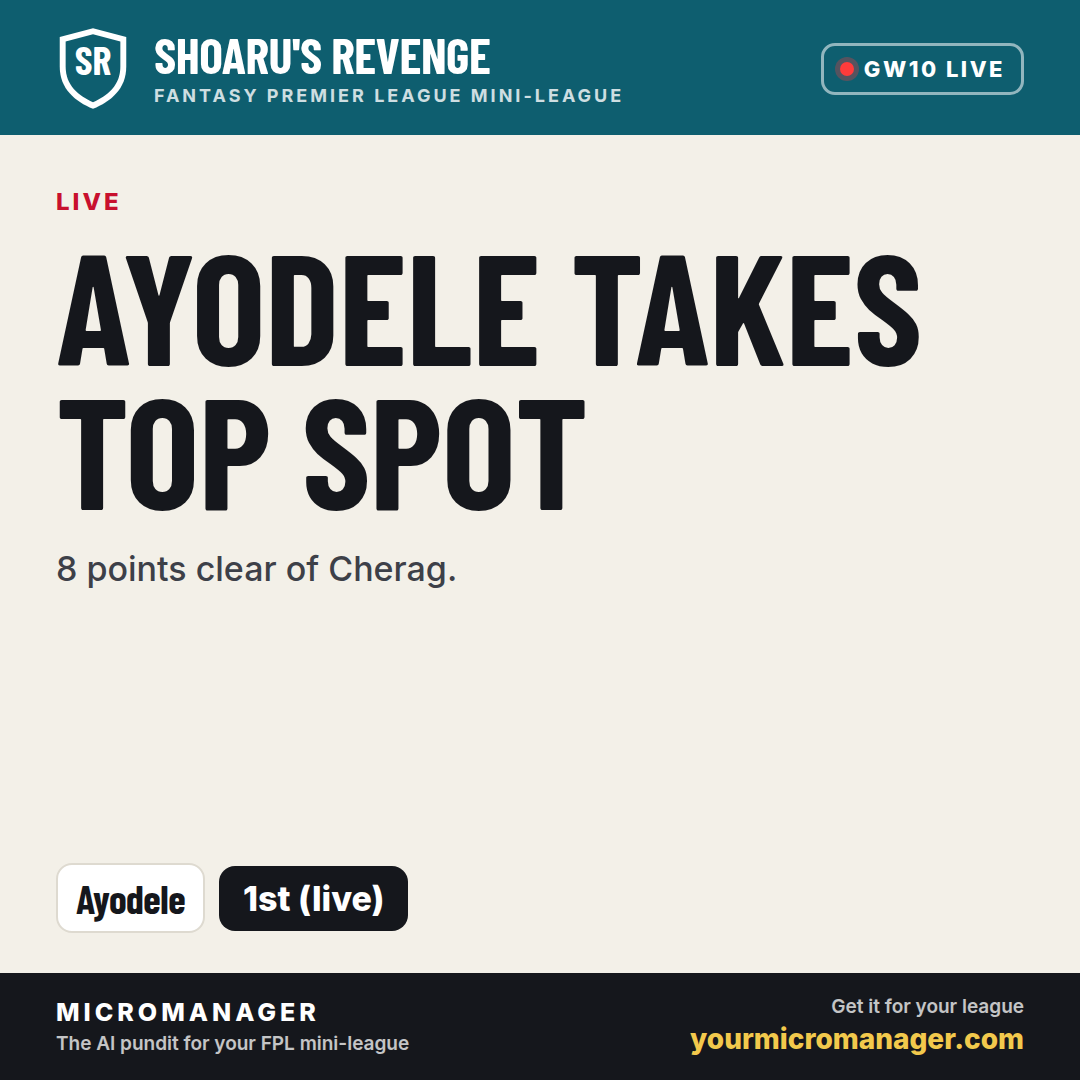 SR
SHOARU'S REVENGE
FANTASY PREMIER LEAGUE MINI-LEAGUE
GW10 LIVE
LIVE
AYODELE TAKES
TOP SPOT
8 points clear of Cherag.
Ayodele
1st (live)
MICROMANAGER
The AI pundit for your FPL mini-league
Get it for your league
yourmicromanager.com